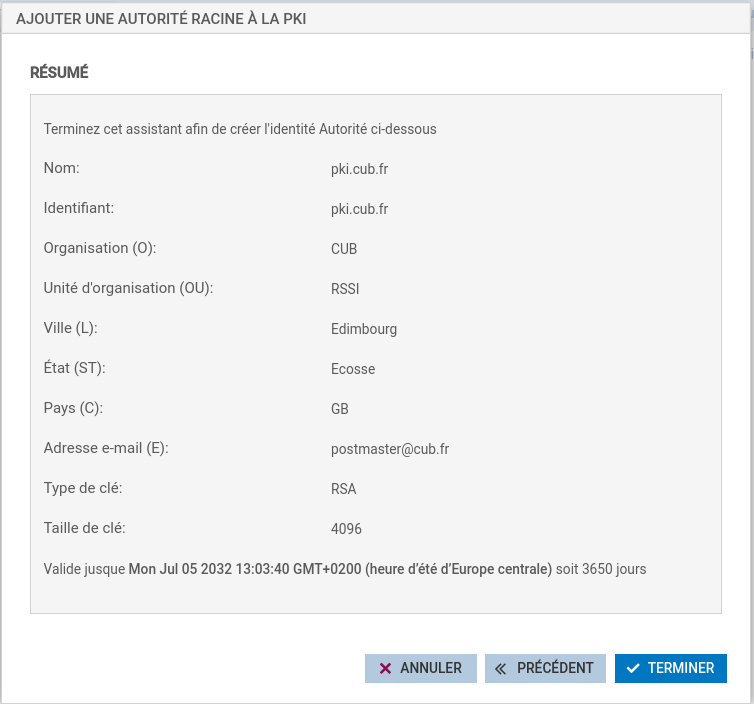 AJOUTER UNE AUTORITÉ RACINE À LA PKI
RÉSUMÉ
Terminez cet assistant afin de créer l'identité Autorité ci-dessous
Nom: pki.cub.fr
Identifiant: pki.cub.fr
Organisation (O): CUB
Unité d'organisation (OU): RSSI
Ville (L): Edimbourg
État (ST): Ecosse
Pays (C): GB
Adresse e-mail (E): postmaster@cub.fr
Type de clé: RSA
Taille de clé: 4096
Valide jusque Mon Jul 05 2032 13:03:40 GMT+0200 (heure d’été d’Europe centrale) soit 3650 jours
ANNULER PRÉCÉDENT TERMINER